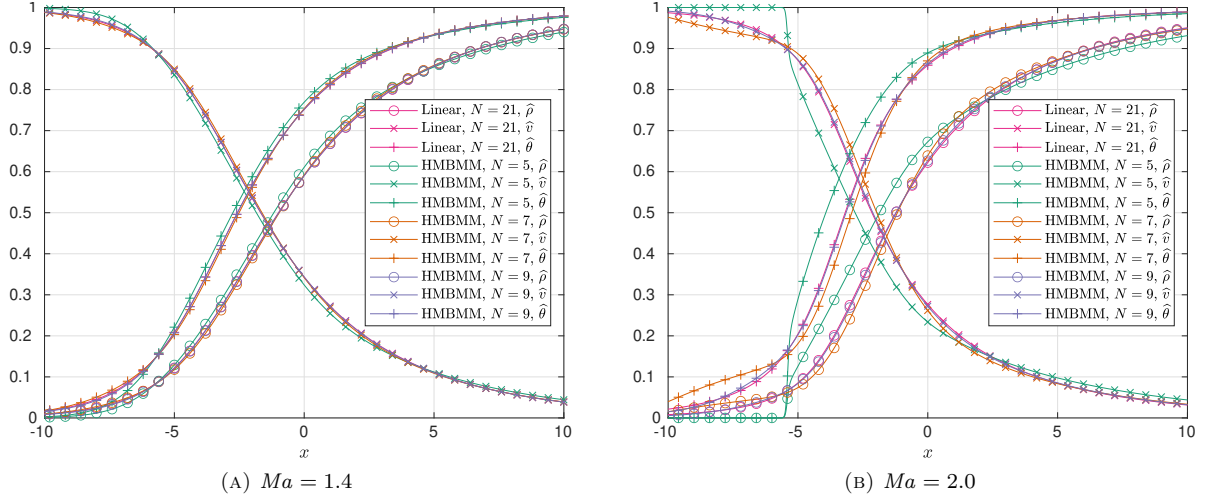 1
0.9
0.8
0.7
0.6
0.5
0.4
0.3
0.2
0.1
0
-10 -5 0 5 10
x
Linear, N = 21, ρ̂
Linear, N = 21, v̂
Linear, N = 21, θ̂
HMBMM, N = 5, ρ̂
HMBMM, N = 5, v̂
HMBMM, N = 5, θ̂
HMBMM, N = 7, ρ̂
HMBMM, N = 7, v̂
HMBMM, N = 7, θ̂
HMBMM, N = 9, ρ̂
HMBMM, N = 9, v̂
HMBMM, N = 9, θ̂
(A) Ma = 1.4
1
0.9
0.8
0.7
0.6
0.5
0.4
0.3
0.2
0.1
0
-10 -5 0 5 10
x
Linear, N = 21, ρ̂
Linear, N = 21, v̂
Linear, N = 21, θ̂
HMBMM, N = 5, ρ̂
HMBMM, N = 5, v̂
HMBMM, N = 5, θ̂
HMBMM, N = 7, ρ̂
HMBMM, N = 7, v̂
HMBMM, N = 7, θ̂
HMBMM, N = 9, ρ̂
HMBMM, N = 9, v̂
HMBMM, N = 9, θ̂
(B) Ma = 2.0